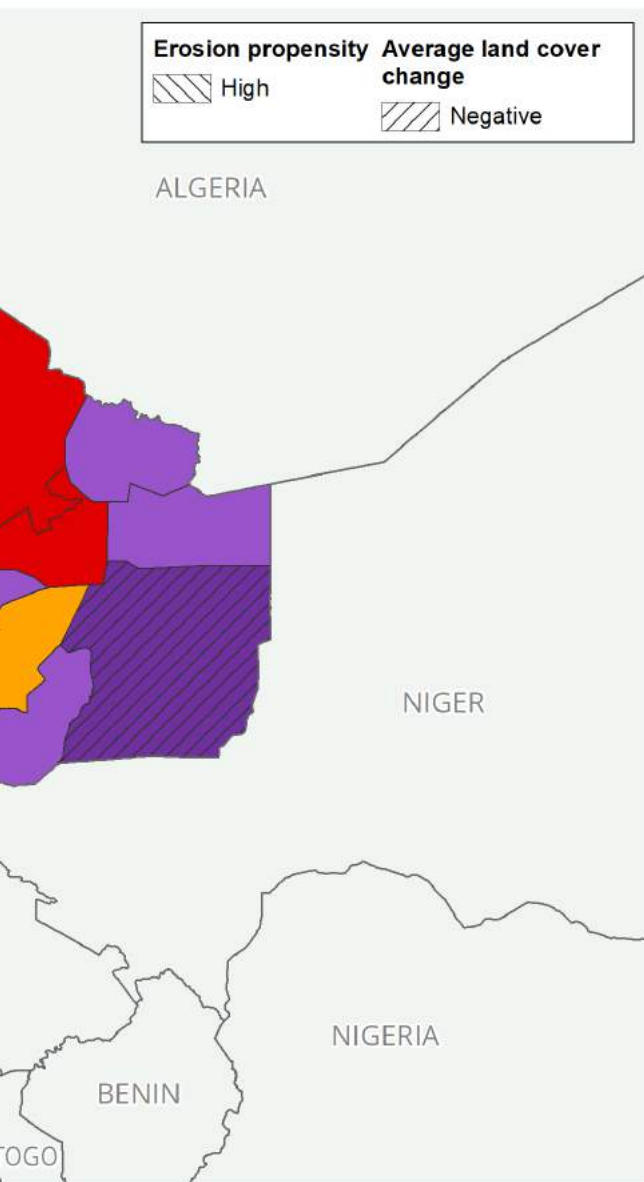 Erosion propensity
High
Average land cover
change
Negative
ALGERIA
NIGER
NIGERIA
BENIN
TOGO